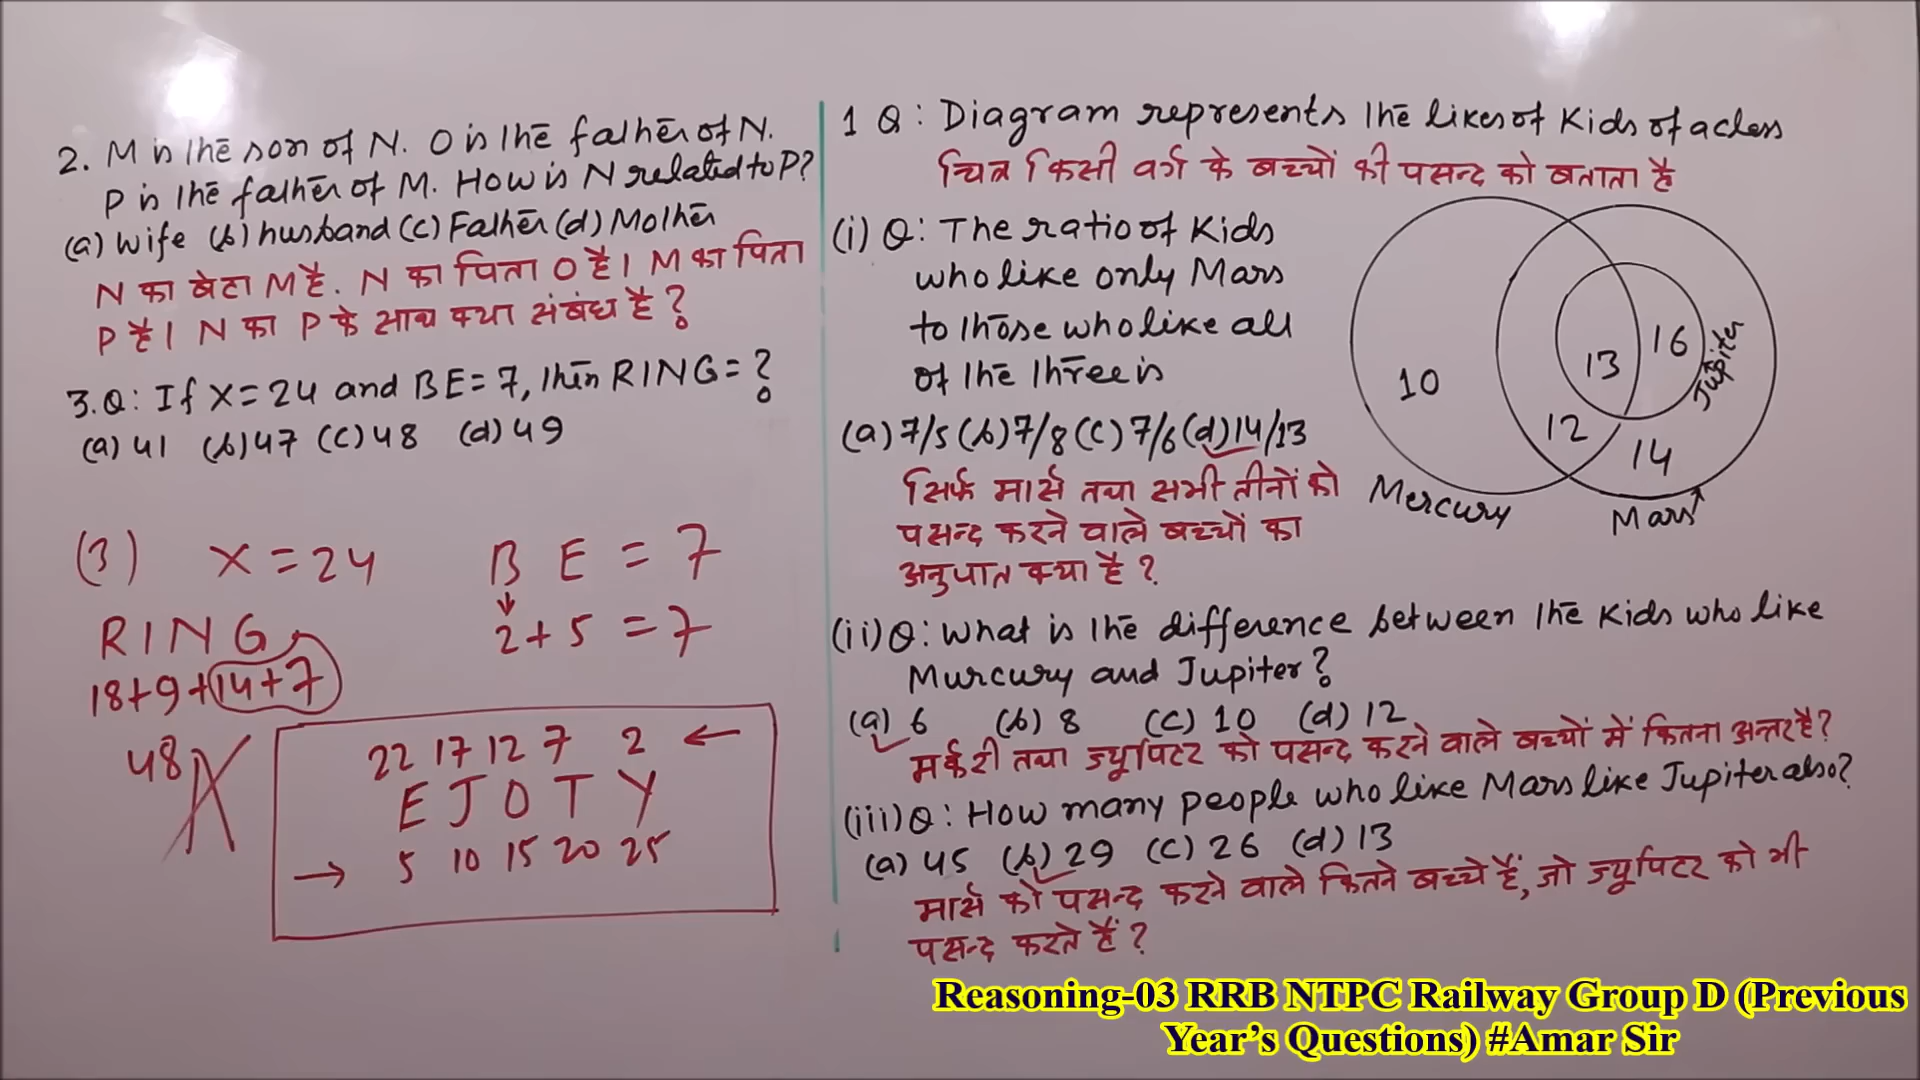 2. M is the son of N. O is the father of N.
P is the father of M. How is N related to P?
(a) wife (b) husband (c) Father (d) Mother
N का बेटा M है. N का पिता O है। M का पिता
P है। N का P के साथ क्या संबंध है?
3.Q: If X=24 and BE=7, then RING=?
(a) 41 (b) 47 (c) 48 (d) 49
(3) X=24 B E = 7
2+5 =7
RING
18+9+14+7
48
22 17 12 7 2 ←
E J O T Y
→ 5 10 15 20 25
1 Q: Diagram represents the likes of Kids of a class
चित्र किसी वर्ग के बच्चों की पसन्द को बताता है
(i) Q: The ratio of Kids
who like only Mars
to those who like all
of the three is
(a) 7/5 (b) 7/8 (c) 7/6 (d) 14/13
सिर्फ मार्स तथा सभी तीनों को
पसन्द करने वाले बच्चों का
अनुपात क्या है?
10
13
16
12
14
Jupiter
Mercury
Mars
(ii) Q: What is the difference between the Kids who like
Murcury and Jupiter?
(a) 6 (b) 8 (c) 10 (d) 12
मर्करी तथा ज्यूपिटर को पसन्द करने वाले बच्चों में कितना अन्तर है?
(iii) Q: How many people who like Mars like Jupiter also?
(a) 45 (b) 29 (c) 26 (d) 13
मार्स को पसन्द करने वाले कितने बच्चे हैं, जो ज्यूपिटर को भी
पसन्द करते हैं?
Reasoning-03 RRB NTPC Railway Group D (Previous
Year's Questions) #Amar Sir